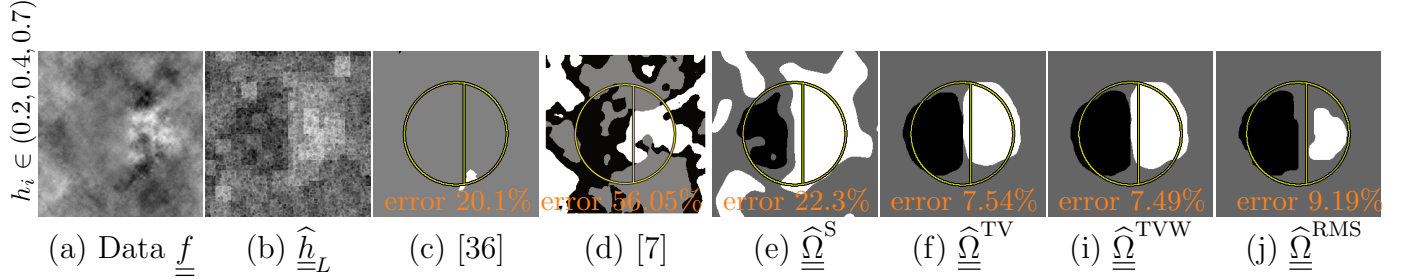 h_i ∈ (0.2, 0.4, 0.7)
error 20.1% error 56.05% error 22.3% error 7.54% error 7.49% error 9.19%
(a) Data f (b) ĥ_L (c) [36] (d) [7] (e) Ω̂^S (f) Ω̂^TV (i) Ω̂^TVW (j) Ω̂^RMS